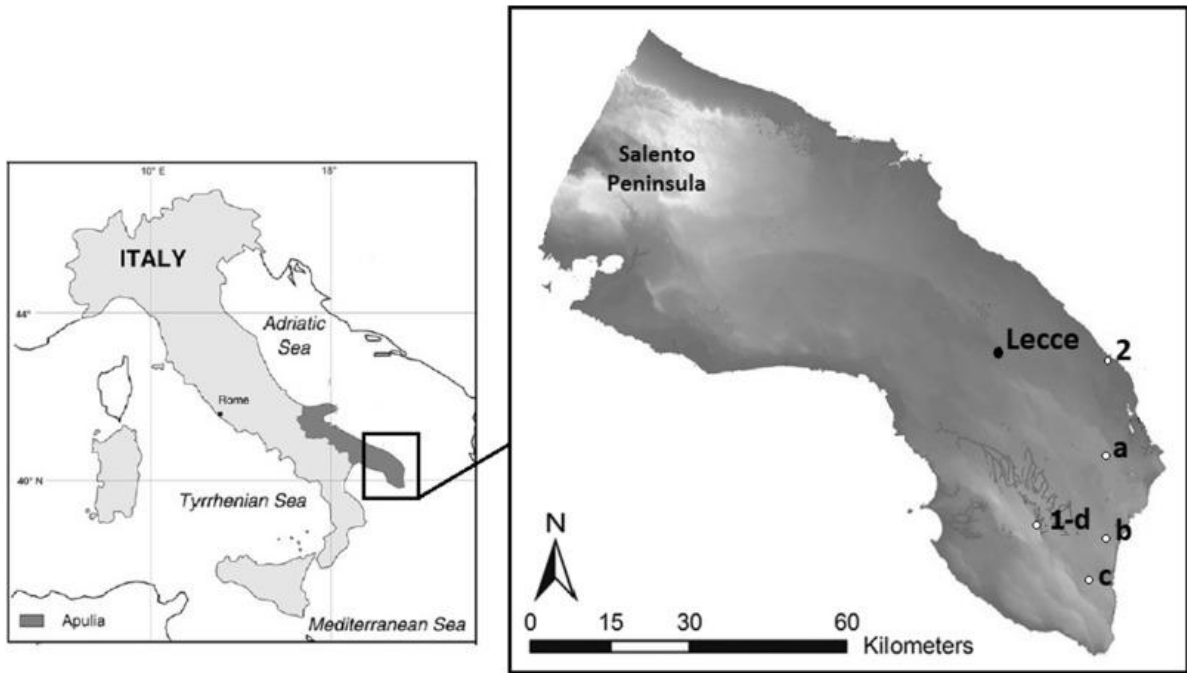 10° E
18°
ITALY
44°
Adriatic
Sea
Rome
40° N
Tyrrhenian Sea
Apulia
Mediterranean Sea
Salento
Peninsula
Lecce
2
a
1-d
b
c
N
0 15 30 60
Kilometers